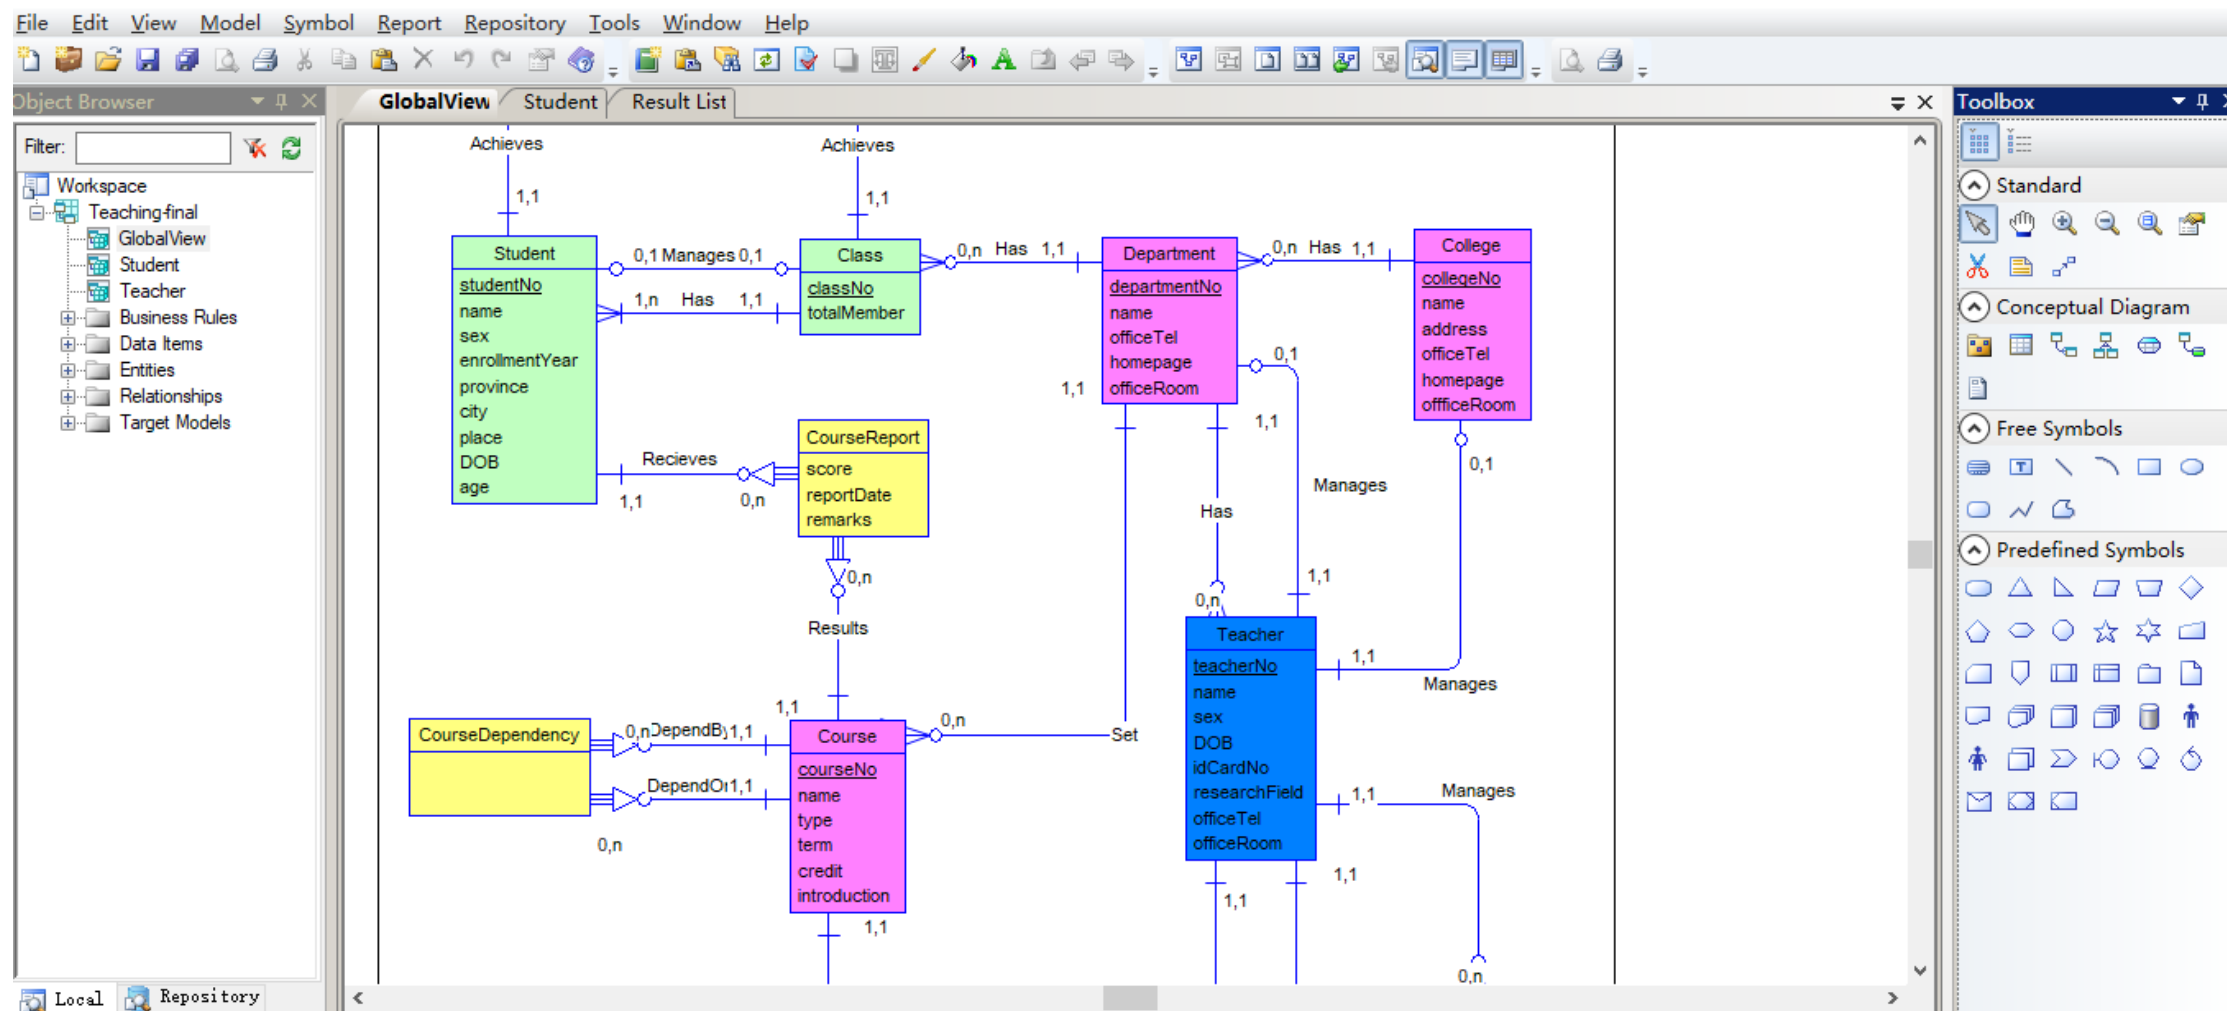 File Edit View Model Symbol Report Repository Tools Window Help
Object Browser
GlobalView Student Result List
Toolbox
Filter:
Workspace
Teaching-final
GlobalView
Student
Teacher
Business Rules
Data Items
Entities
Relationships
Target Models
Local Repository
Achieves
1,1
Achieves
1,1
Student
studentNo
name
sex
enrollmentYear
province
city
place
DOB
age
0,1 Manages 0,1
1,n Has 1,1
Class
classNo
totalMember
0,n Has 1,1
Department
departmentNo
name
officeTel
homepage
officeRoom
0,n Has 1,1
College
collegeNo
name
address
officeTel
homepage
offficeRoom
1,1
0,1
1,1
0,1
Manages
Has
Recieves
1,1
0,n
CourseReport
score
reportDate
remarks
0,n
Results
1,1
0,n
1,1
Teacher
teacherNo
name
sex
DOB
idCardNo
researchField
officeTel
officeRoom
1,1
Manages
CourseDependency
0,n DependBy 1,1
DependOn 1,1
0,n
Course
courseNo
name
type
term
credit
introduction
0,n
Set
1,1
1,1 Manages
0,n
1,1
1,1
Standard
Conceptual Diagram
Free Symbols
Predefined Symbols